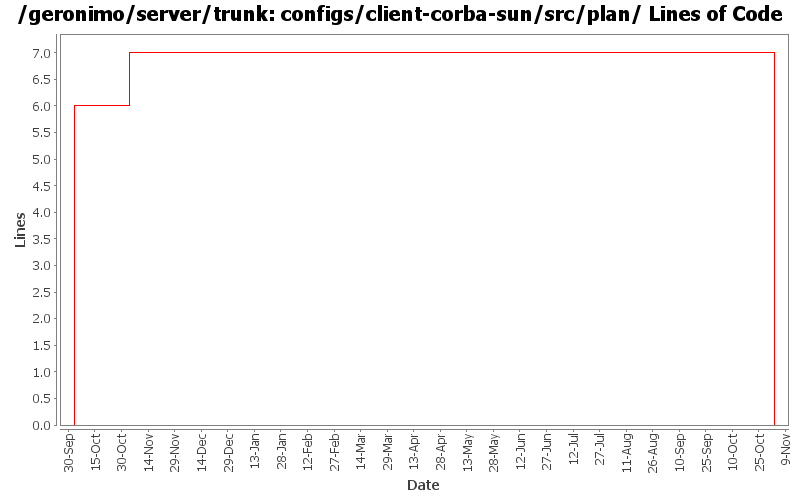 /geronimo/server/trunk: configs/client-corba-sun/src/plan/ Lines of Code
Lines
7.0
6.5
6.0
5.5
5.0
4.5
4.0
3.5
3.0
2.5
2.0
1.5
1.0
0.5
0.0
30-Sep
15-Oct
30-Oct
14-Nov
29-Nov
14-Dec
29-Dec
13-Jan
28-Jan
12-Feb
27-Feb
14-Mar
29-Mar
13-Apr
28-Apr
13-May
28-May
12-Jun
27-Jun
12-Jul
27-Jul
11-Aug
26-Aug
10-Sep
25-Sep
10-Oct
25-Oct
9-Nov
Date